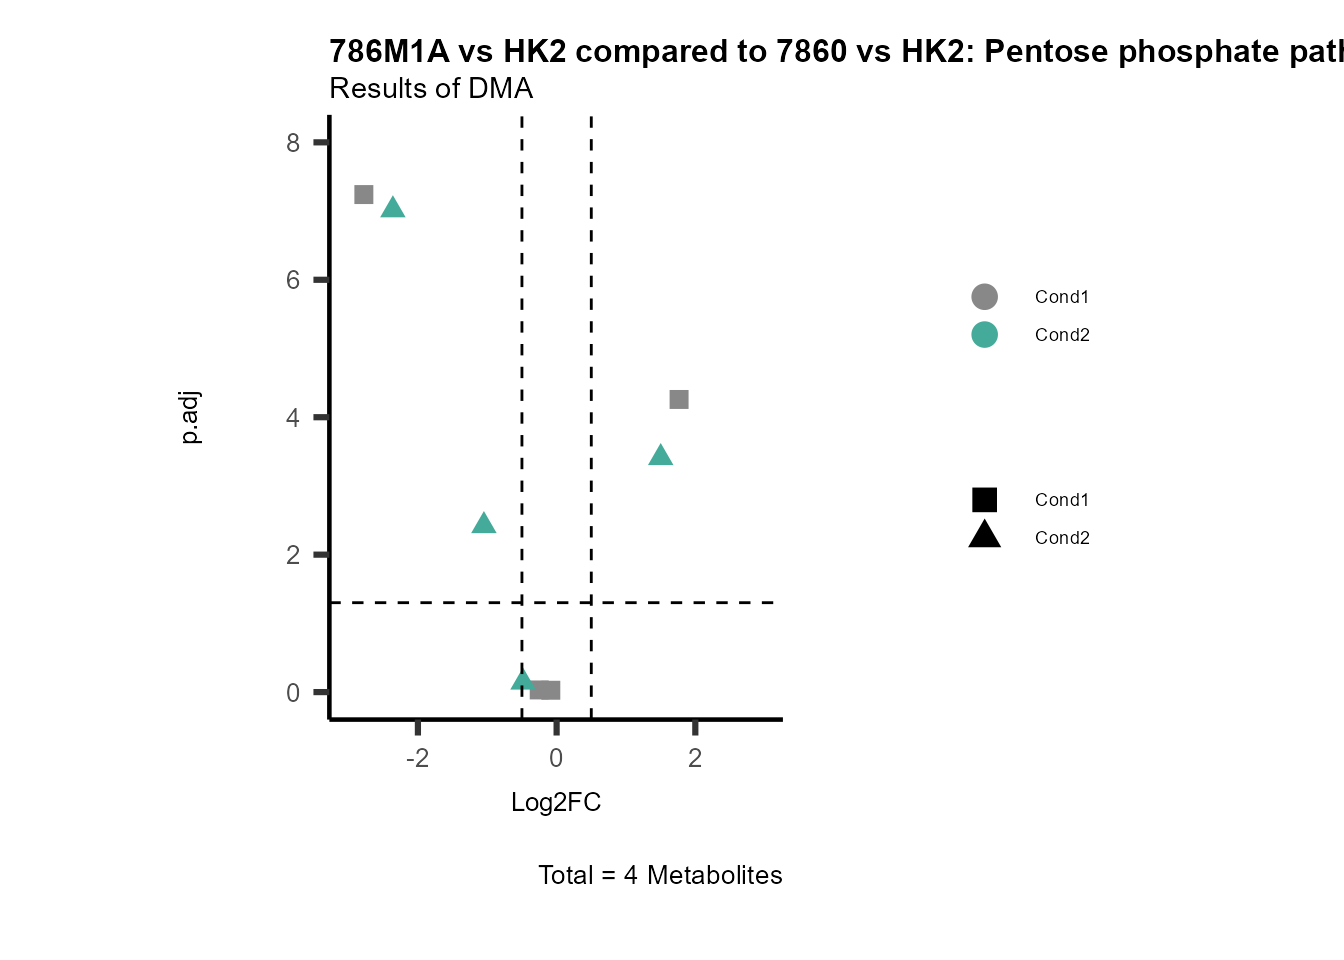 786M1A vs HK2 compared to 7860 vs HK2: Pentose phosphate
Results of DMA
8
6
4
2
0
p.adj
-2 0 2
Log2FC
Cond1
Cond2
Cond1
Cond2
Total = 4 Metabolites